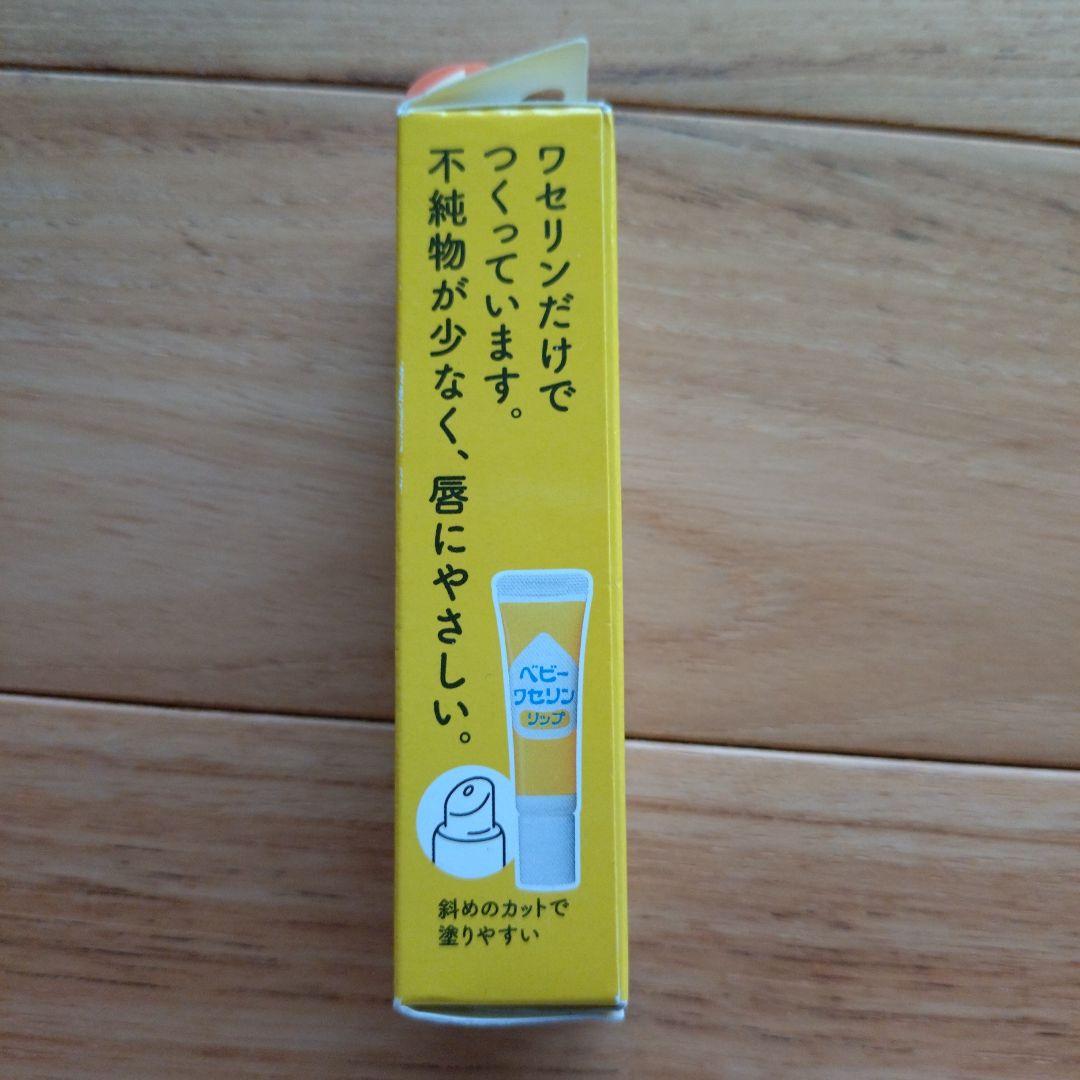 ワセリンだけで
つくっています。
不純物が少なく、唇にやさしい。
ベビー
ワセリン
リップ
斜めのカットで
塗りやすい